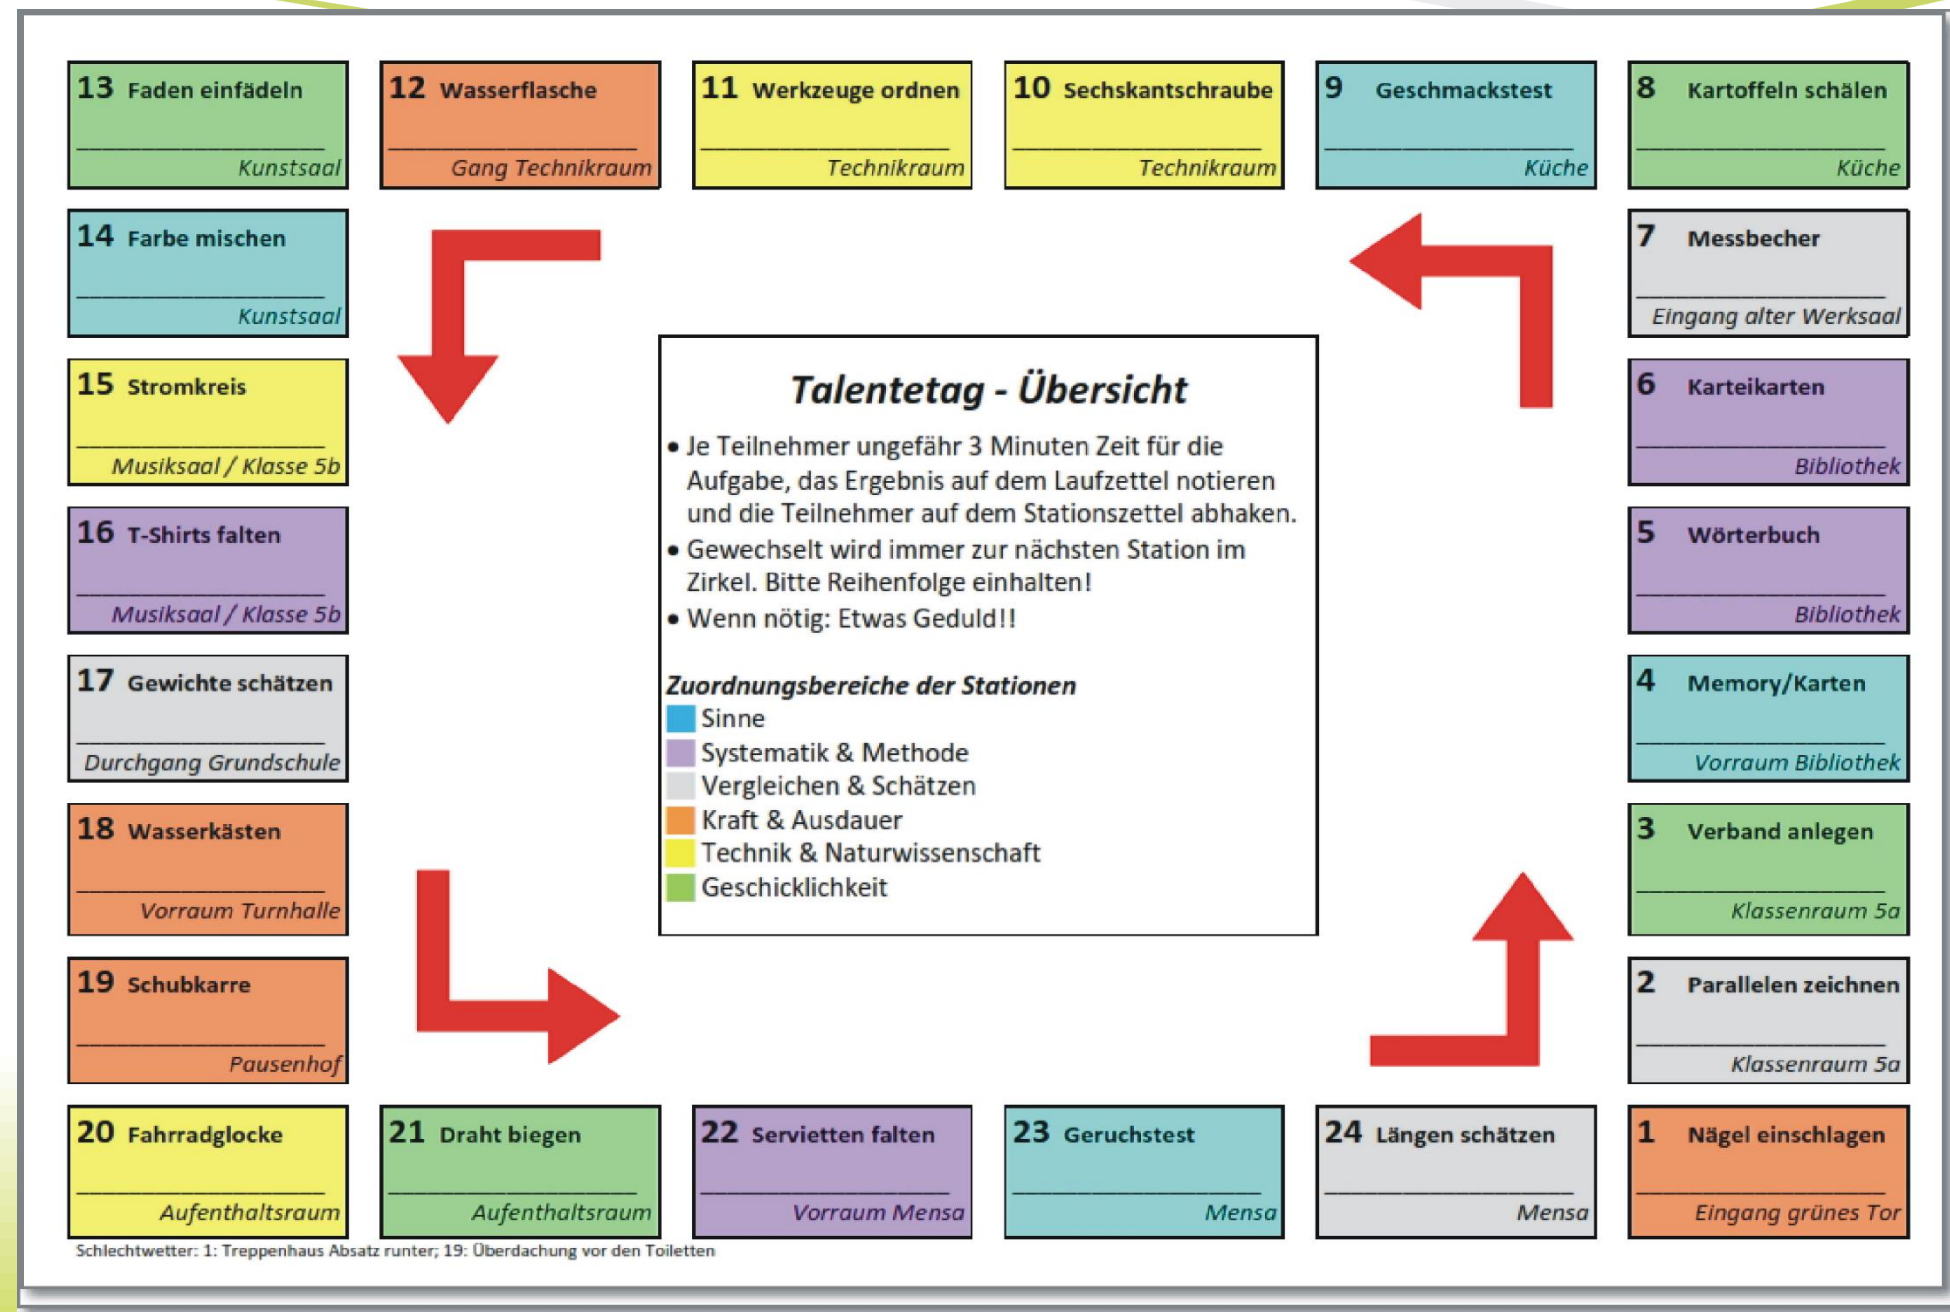 13 Faden einfädeln
Kunstsaal
12 Wasserflasche
Gang Technikraum
11 Werkzeuge ordnen
Technikraum
10 Sechskantschraube
Technikraum
9 Geschmackstest
Küche
8 Kartoffeln schälen
Küche
14 Farbe mischen
Kunstsaal
7 Messbecher
Eingang alter Werksaal
15 Stromkreis
Musiksaal / Klasse 5b
6 Karteikarten
Bibliothek
16 T-Shirts falten
Musiksaal / Klasse 5b
5 Wörterbuch
Bibliothek
17 Gewichte schätzen
Durchgang Grundschule
4 Memory/Karten
Vorraum Bibliothek
18 Wasserkästen
Vorraum Turnhalle
3 Verband anlegen
Klassenraum 5a
19 Schubkarre
Pausenhof
2 Parallelen zeichnen
Klassenraum 5a
Talentetag - Übersicht
• Je Teilnehmer ungefähr 3 Minuten Zeit für die
Aufgabe, das Ergebnis auf dem Laufzettel notieren
und die Teilnehmer auf dem Stationszettel abhaken.
• Gewechselt wird immer zur nächsten Station im
Zirkel. Bitte Reihenfolge einhalten!
• Wenn nötig: Etwas Geduld!!
Zuordnungsbereiche der Stationen
Sinne
Systematik & Methode
Vergleichen & Schätzen
Kraft & Ausdauer
Technik & Naturwissenschaft
Geschicklichkeit
20 Fahrradglocke
Aufenthaltsraum
21 Draht biegen
Aufenthaltsraum
22 Servietten falten
Vorraum Mensa
23 Geruchstest
Mensa
24 Längen schätzen
Mensa
1 Nägel einschlagen
Eingang grünes Tor
Schlechtwetter: 1: Treppenhaus Absatz runter; 19: Überdachung vor den Toiletten